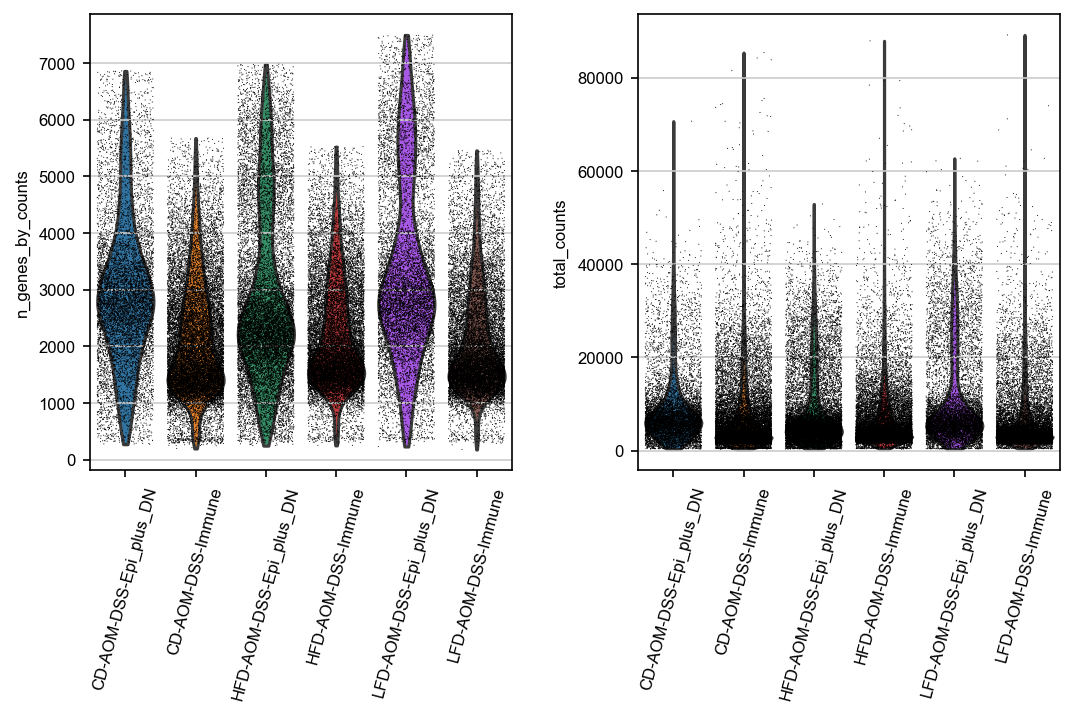 n_genes_by_counts
7000
6000
5000
4000
3000
2000
1000
0
CD-AOM-DSS-Epi_plus_DN
CD-AOM-DSS-Immune
HFD-AOM-DSS-Epi_plus_DN
HFD-AOM-DSS-Immune
LFD-AOM-DSS-Epi_plus_DN
LFD-AOM-DSS-Immune
total_counts
80000
60000
40000
20000
0
CD-AOM-DSS-Epi_plus_DN
CD-AOM-DSS-Immune
HFD-AOM-DSS-Epi_plus_DN
HFD-AOM-DSS-Immune
LFD-AOM-DSS-Epi_plus_DN
LFD-AOM-DSS-Immune